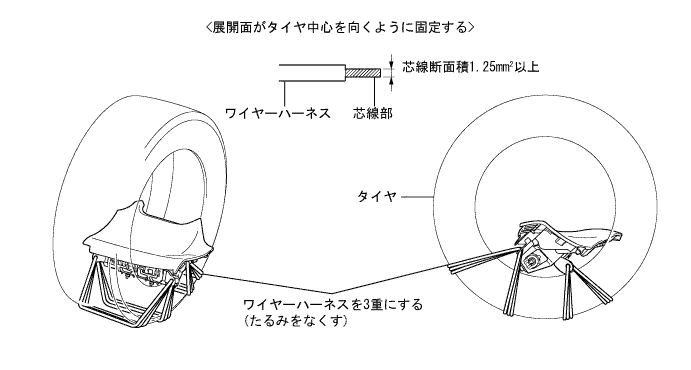 <展開面がタイヤ中心を向くように固定する>
芯線断面積1.25mm²以上
ワイヤーハーネス
芯線部
タイヤ
ワイヤーハーネスを3重にする
(たるみをなくす)